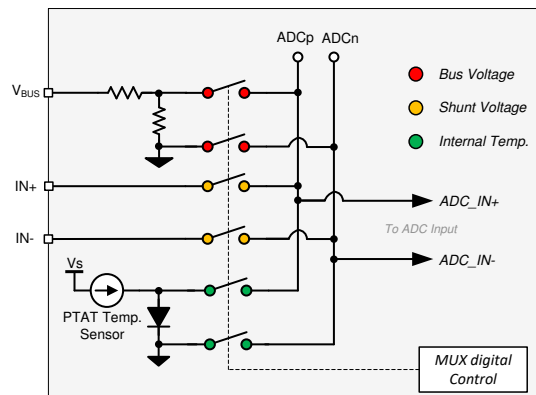 ADCp ADCn
VBUS
Bus Voltage
Shunt Voltage
Internal Temp.
IN+
ADC_IN+
To ADC Input
IN-
ADC_IN-
Vs
PTAT Temp.
Sensor
MUX digital
Control